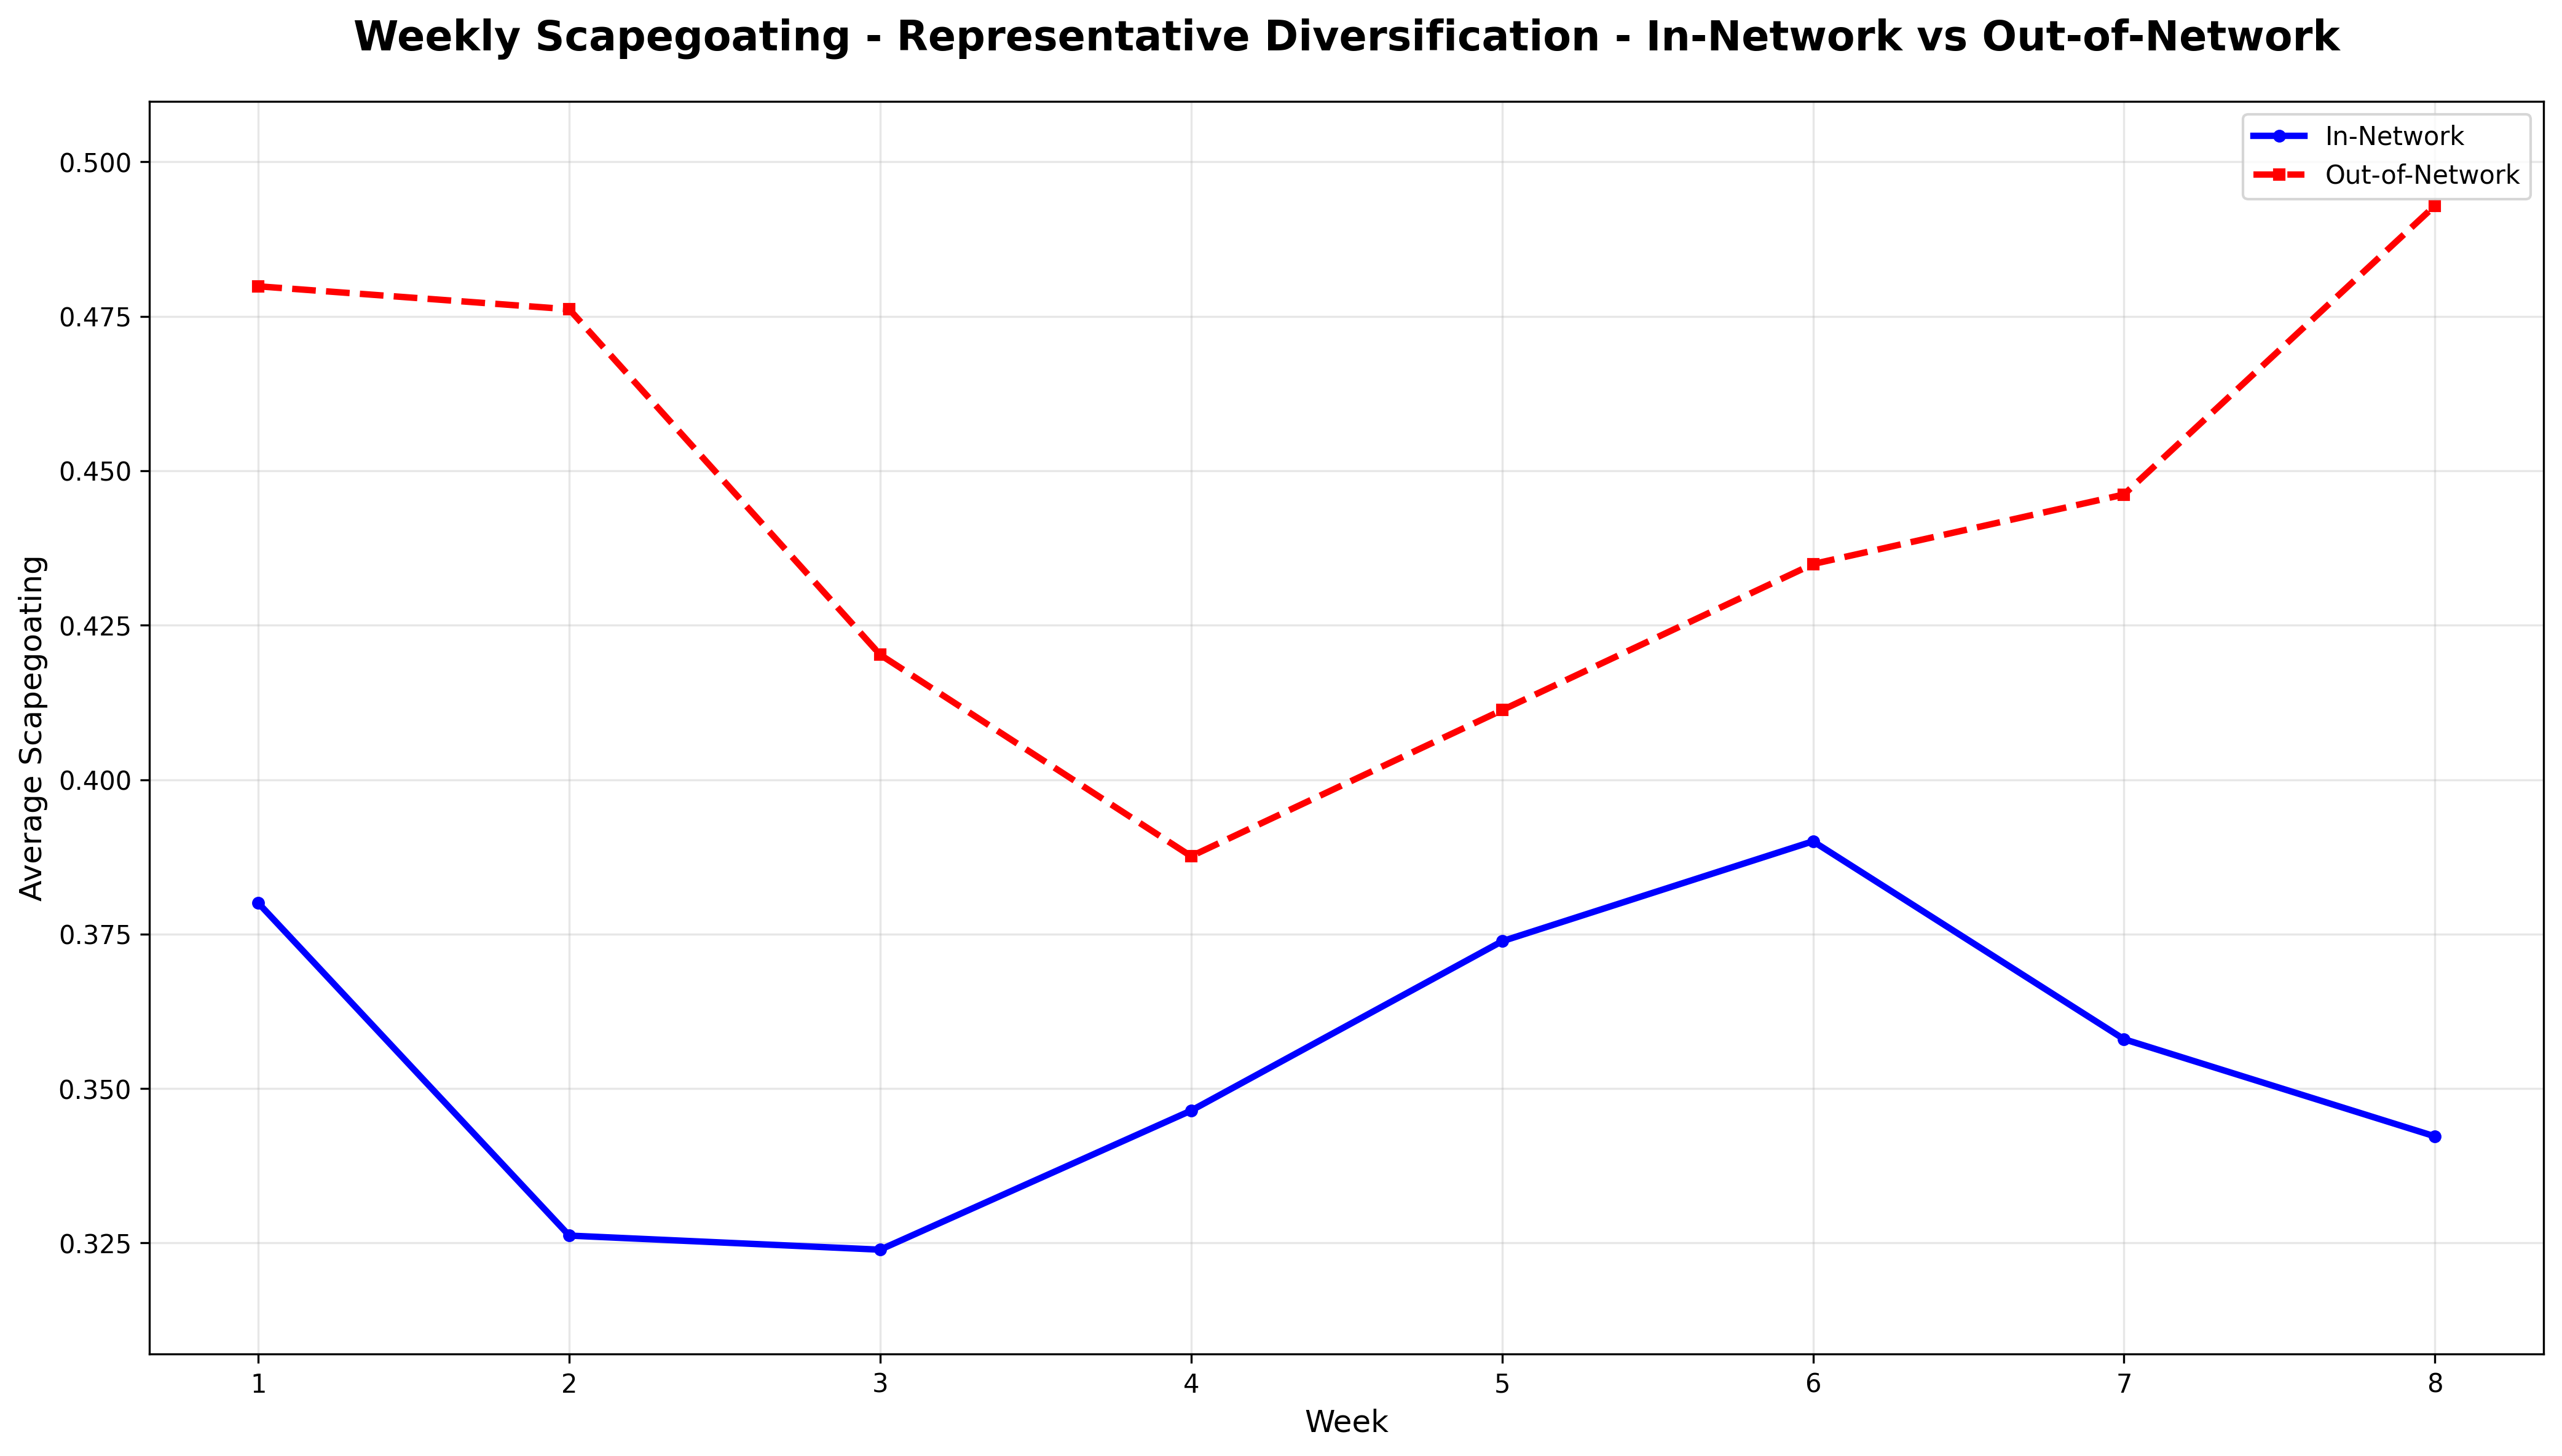 Weekly Scapegoating - Representative Diversification - In-Network vs Out-of-Network
In-Network
Out-of-Network
0.500
0.475
0.450
0.425
0.400
0.375
0.350
0.325
Average Scapegoating
1 2 3 4 5 6 7 8
Week